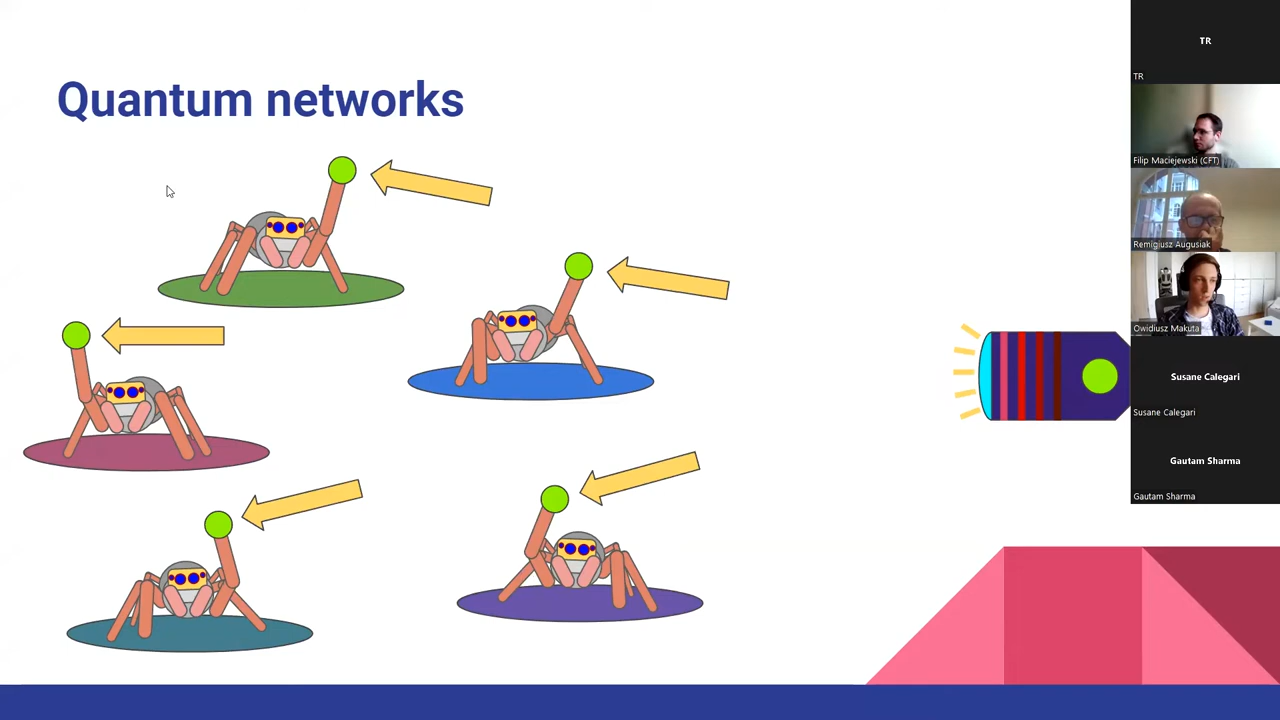 Quantum networks
TR
TR
Filip Maciejewski (CFT)
Remigiusz Augusiak
Owidiusz Makuta
Susane Calegari
Susane Calegari
Gautam Sharma
Gautam Sharma